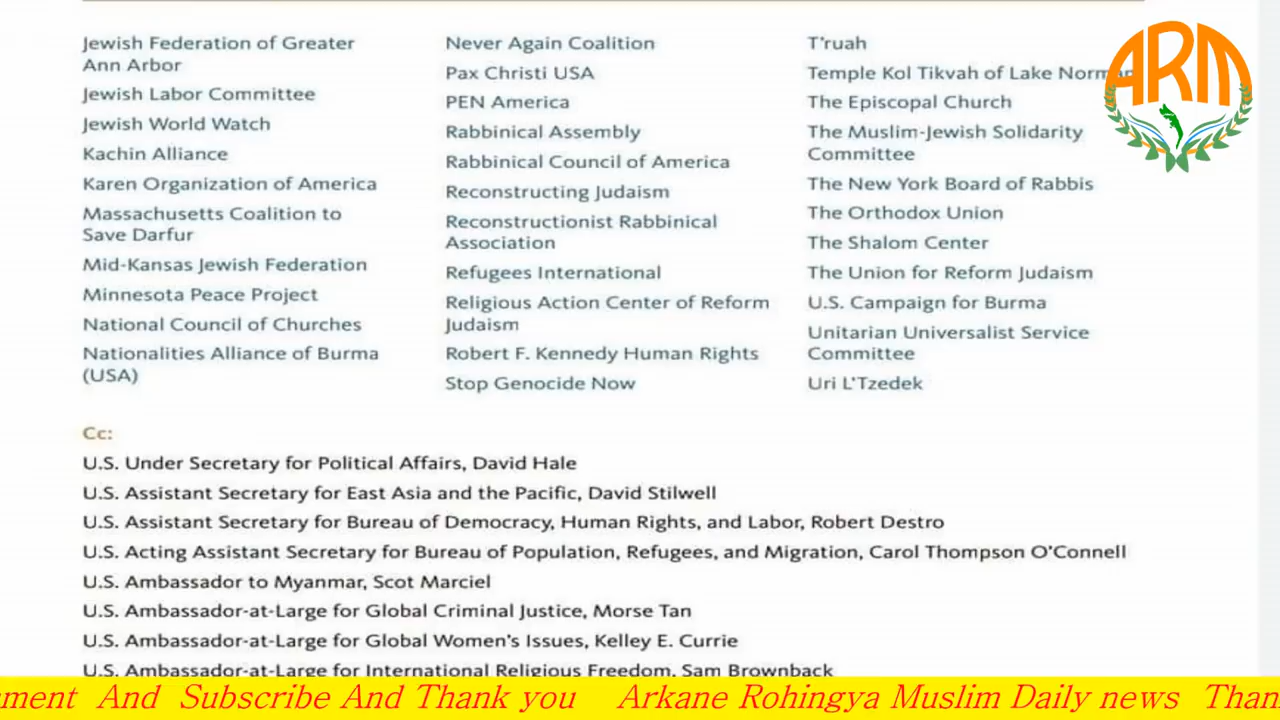 Jewish Federation of Greater
Ann Arbor
Jewish Labor Committee
Jewish World Watch
Kachin Alliance
Karen Organization of America
Massachusetts Coalition to
Save Darfur
Mid-Kansas Jewish Federation
Minnesota Peace Project
National Council of Churches
Nationalities Alliance of Burma
(USA)
Never Again Coalition
Pax Christi USA
PEN America
Rabbinical Assembly
Rabbinical Council of America
Reconstructing Judaism
Reconstructionist Rabbinical
Association
Refugees International
Religious Action Center of Reform
Judaism
Robert F. Kennedy Human Rights
Stop Genocide Now
T'ruah
Temple Kol Tikvah of Lake Norman
The Episcopal Church
The Muslim-Jewish Solidarity
Committee
The New York Board of Rabbis
The Orthodox Union
The Shalom Center
The Union for Reform Judaism
U.S. Campaign for Burma
Unitarian Universalist Service
Committee
Uri L'Tzedek
ARM
Cc:
U.S. Under Secretary for Political Affairs, David Hale
U.S. Assistant Secretary for East Asia and the Pacific, David Stilwell
U.S. Assistant Secretary for Bureau of Democracy, Human Rights, and Labor, Robert Destro
U.S. Acting Assistant Secretary for Bureau of Population, Refugees, and Migration, Carol Thompson O'Connell
U.S. Ambassador to Myanmar, Scot Marciel
U.S. Ambassador-at-Large for Global Criminal Justice, Morse Tan
U.S. Ambassador-at-Large for Global Women's Issues, Kelley E. Currie
U.S. Ambassador-at-Large for International Religious Freedom, Sam Brownback
And Subscribe And Thank you Arkane Rohingya Muslim Daily news